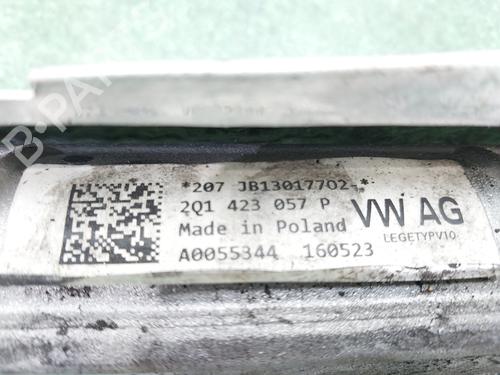 *207 JB13017702-*
2Q1 423 057 P
Made in Poland
A0055344 160523
VW AG
LEGETYPV10
B-PARTS